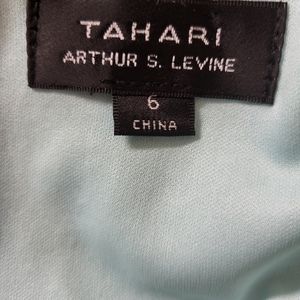 TAHARI
ARTHUR S. LEVINE
6
CHINA